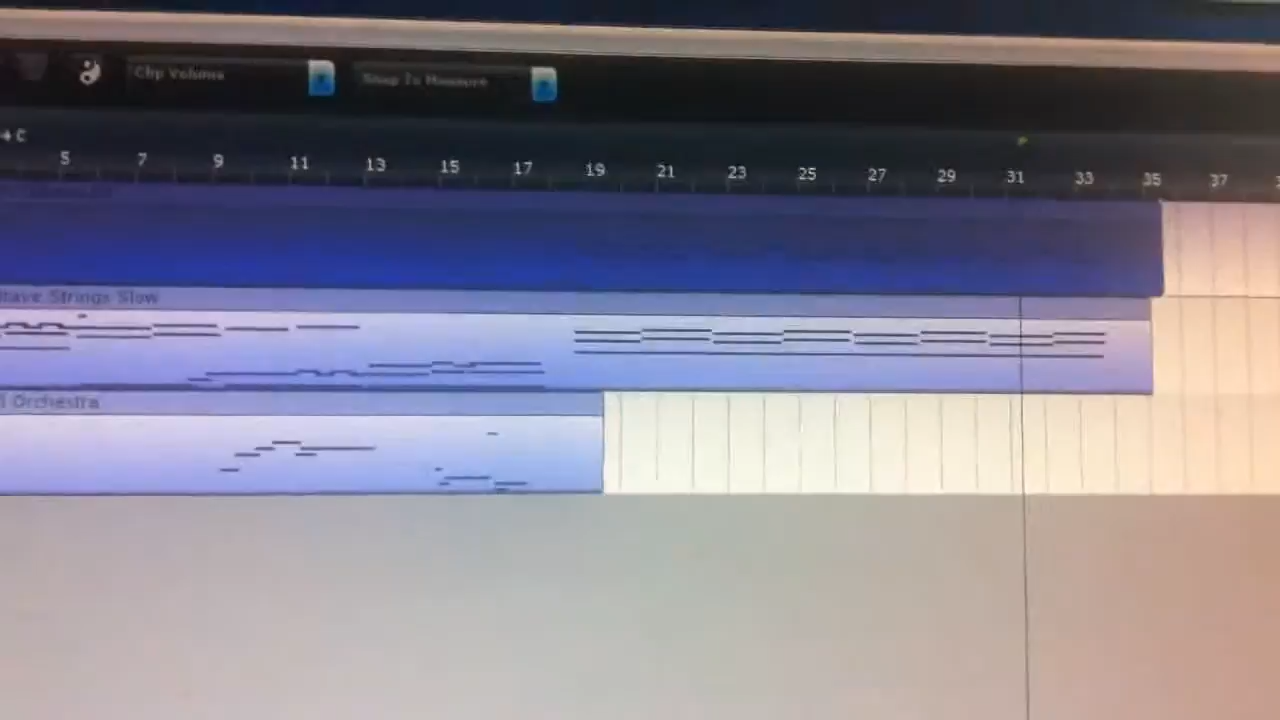 Clip Volume Snap To Measure
C
5 7 9 11 13 15 17 19 21 23 25 27 29 31 33 35 37
Strings Slow
Orchestra